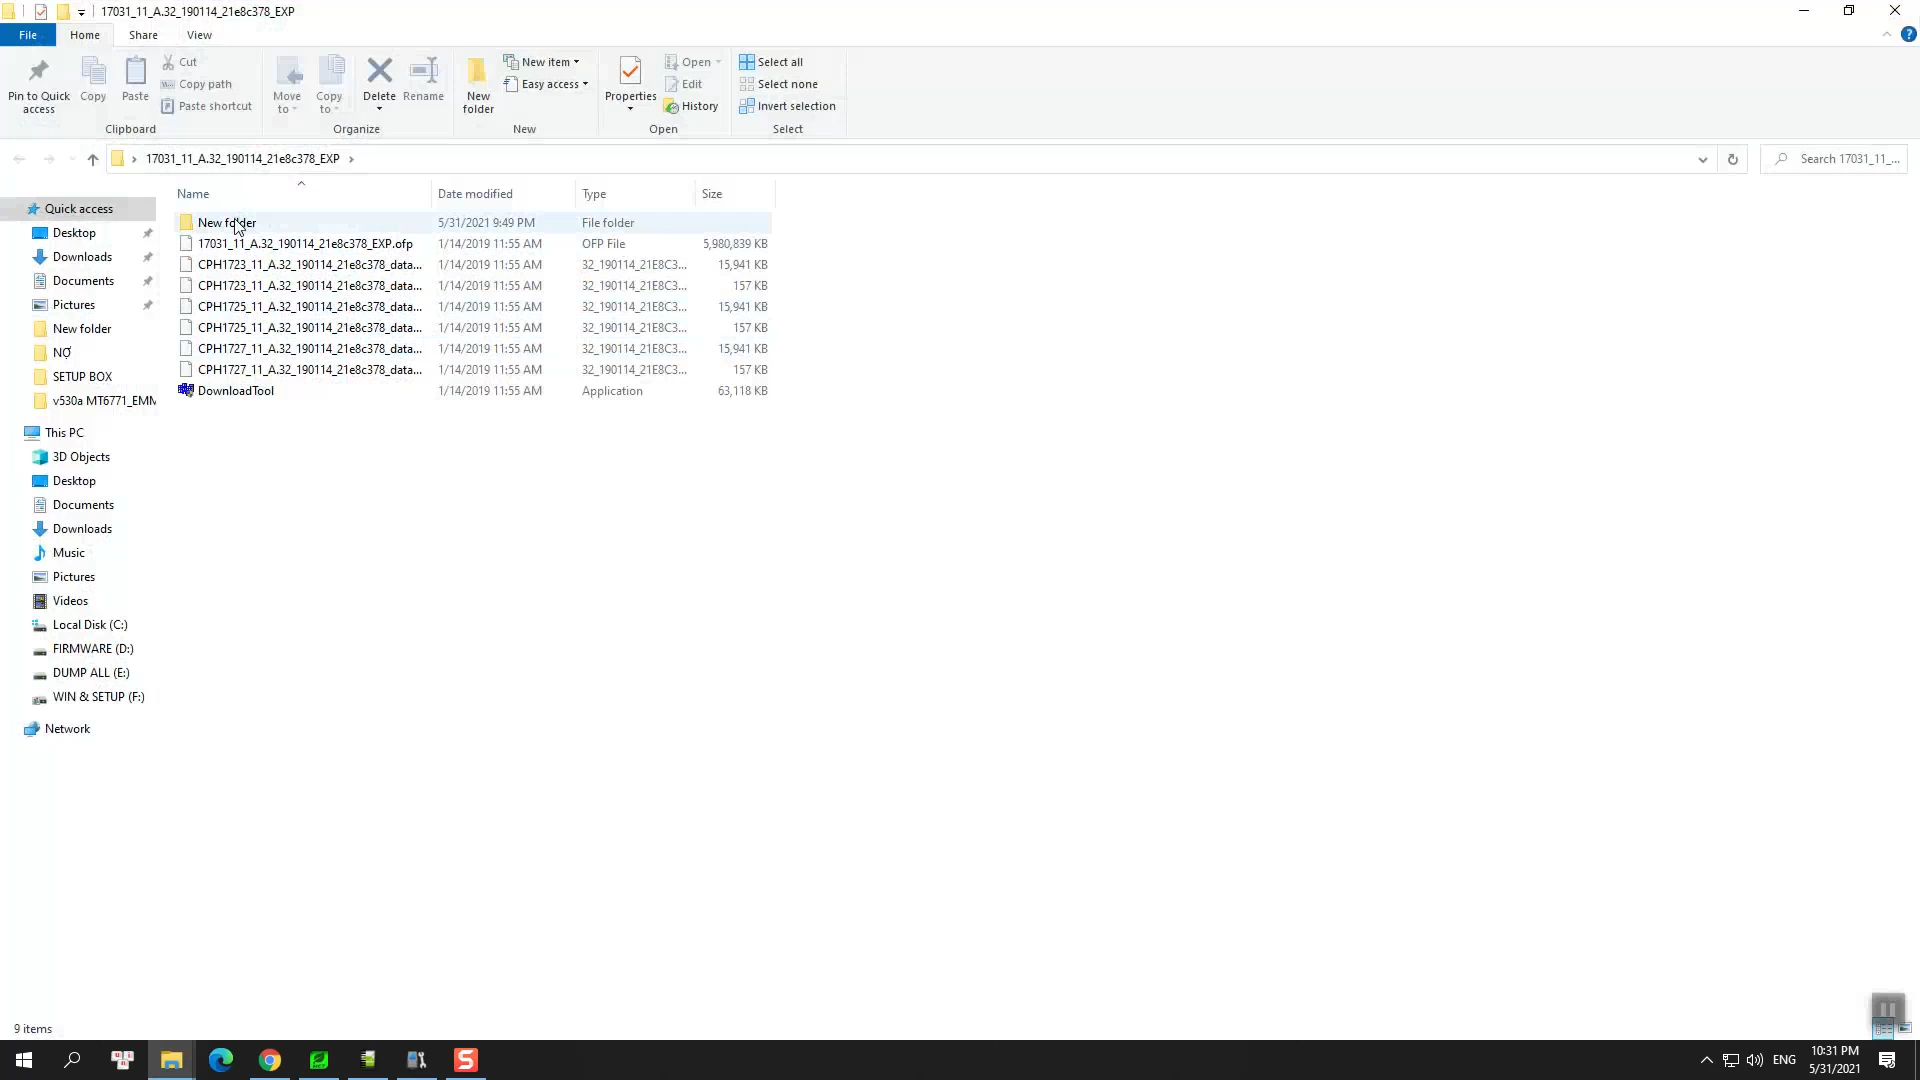 17031_11_A.32_190114_21e8c378_EXP
File Home Share View
Pin to Quick access
Copy
Paste
Cut
Copy path
Paste shortcut
Clipboard
Move to
Copy to
Delete
Rename
Organize
New folder
New item
Easy access
New
Properties
Open
Edit
History
Open
Select all
Select none
Invert selection
Select
17031_11_A.32_190114_21e8c378_EXP
Search 17031_11_...
Name Date modified Type Size
New folder 5/31/2021 9:49 PM File folder
17031_11_A.32_190114_21e8c378_EXP.ofp 1/14/2019 11:55 AM OFP File 5,980,839 KB
CPH1723_11_A.32_190114_21e8c378_data... 1/14/2019 11:55 AM 32_190114_21E8C3... 15,941 KB
CPH1723_11_A.32_190114_21e8c378_data... 1/14/2019 11:55 AM 32_190114_21E8C3... 157 KB
CPH1725_11_A.32_190114_21e8c378_data... 1/14/2019 11:55 AM 32_190114_21E8C3... 15,941 KB
CPH1725_11_A.32_190114_21e8c378_data... 1/14/2019 11:55 AM 32_190114_21E8C3... 157 KB
CPH1727_11_A.32_190114_21e8c378_data... 1/14/2019 11:55 AM 32_190114_21E8C3... 15,941 KB
CPH1727_11_A.32_190114_21e8c378_data... 1/14/2019 11:55 AM 32_190114_21E8C3... 157 KB
DownloadTool 1/14/2019 11:55 AM Application 63,118 KB
Quick access
Desktop
Downloads
Documents
Pictures
New folder
NỢ
SETUP BOX
v530a MT6771_EMM
This PC
3D Objects
Desktop
Documents
Downloads
Music
Pictures
Videos
Local Disk (C:)
FIRMWARE (D:)
DUMP ALL (E:)
WIN & SETUP (F:)
Network
9 items
ENG
10:31 PM
5/31/2021